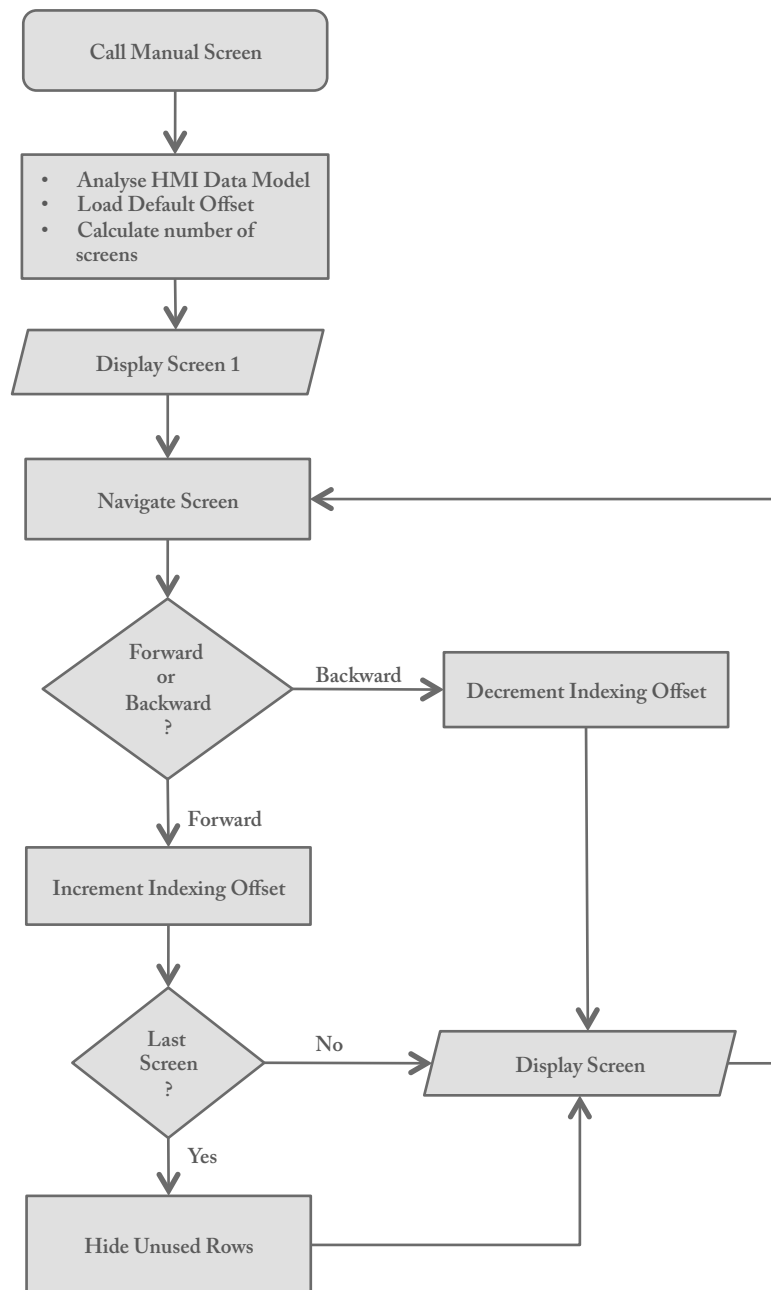 Call Manual Screen
• Analyse HMI Data Model
• Load Default Offset
• Calculate number of
screens
Display Screen 1
Navigate Screen
Forward
or
Backward
?
Backward
Decrement Indexing Offset
Forward
Increment Indexing Offset
Last
Screen
?
No
Display Screen
Yes
Hide Unused Rows